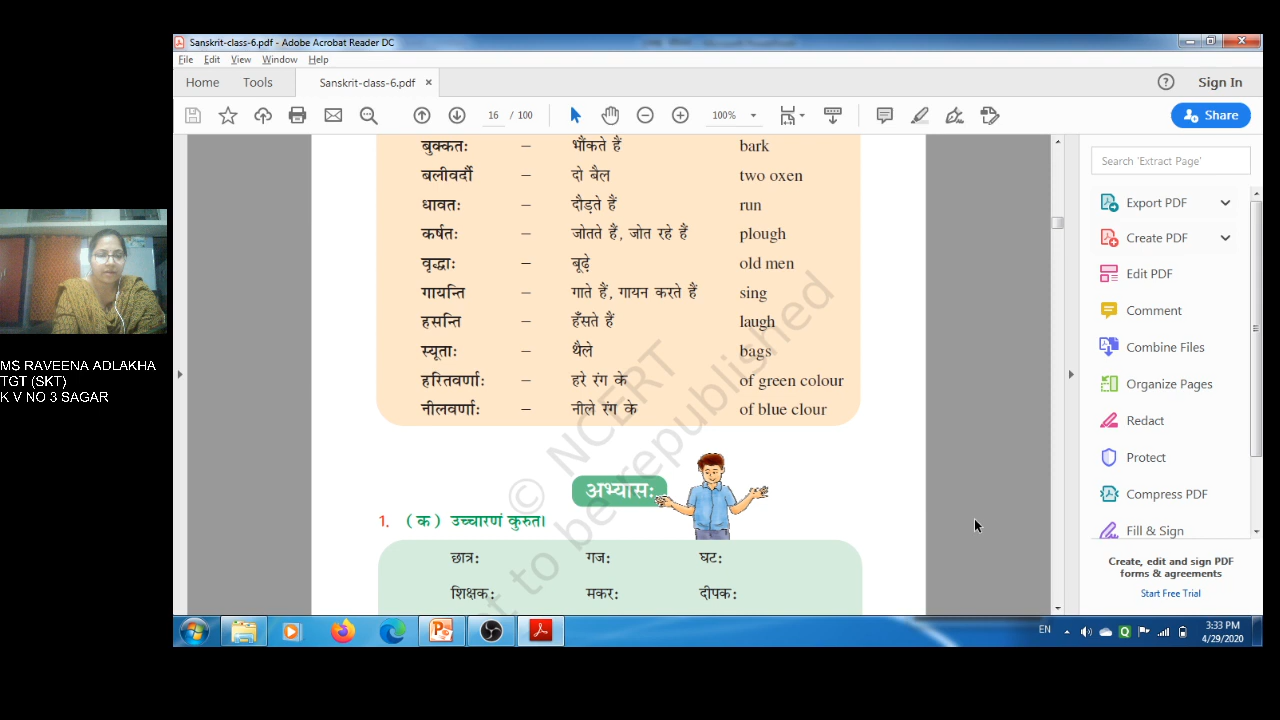 Sanskrit-class-6.pdf - Adobe Acrobat Reader DC
File Edit View Window Help
Home Tools Sanskrit-class-6.pdf × Sign In
16 / 100 100% Share
बुक्कतः – भौंकते हैं bark
बलीवर्दौ – दो बैल two oxen
धावतः – दौड़ते हैं run
कर्षतः – जोतते हैं, जोत रहे हैं plough
वृद्धाः – बूढ़े old men
गायन्ति – गाते हैं, गायन करते हैं sing
हसन्ति – हँसते हैं laugh
स्यूताः – थैले bags
हरितवर्णाः – हरे रंग के of green colour
नीलवर्णाः – नीले रंग के of blue clour
© NCERT
be republished
अभ्यासः
1. (क) उच्चारणं कुरुत।
छात्रः गजः घटः
शिक्षकः मकरः दीपकः
Search 'Extract Page'
Export PDF
Create PDF
Edit PDF
Comment
Combine Files
Organize Pages
Redact
Protect
Compress PDF
Fill & Sign
Create, edit and sign PDF
forms & agreements
Start Free Trial
MS RAVEENA ADLAKHA
TGT (SKT)
K V NO 3 SAGAR
EN
3:33 PM
4/29/2020